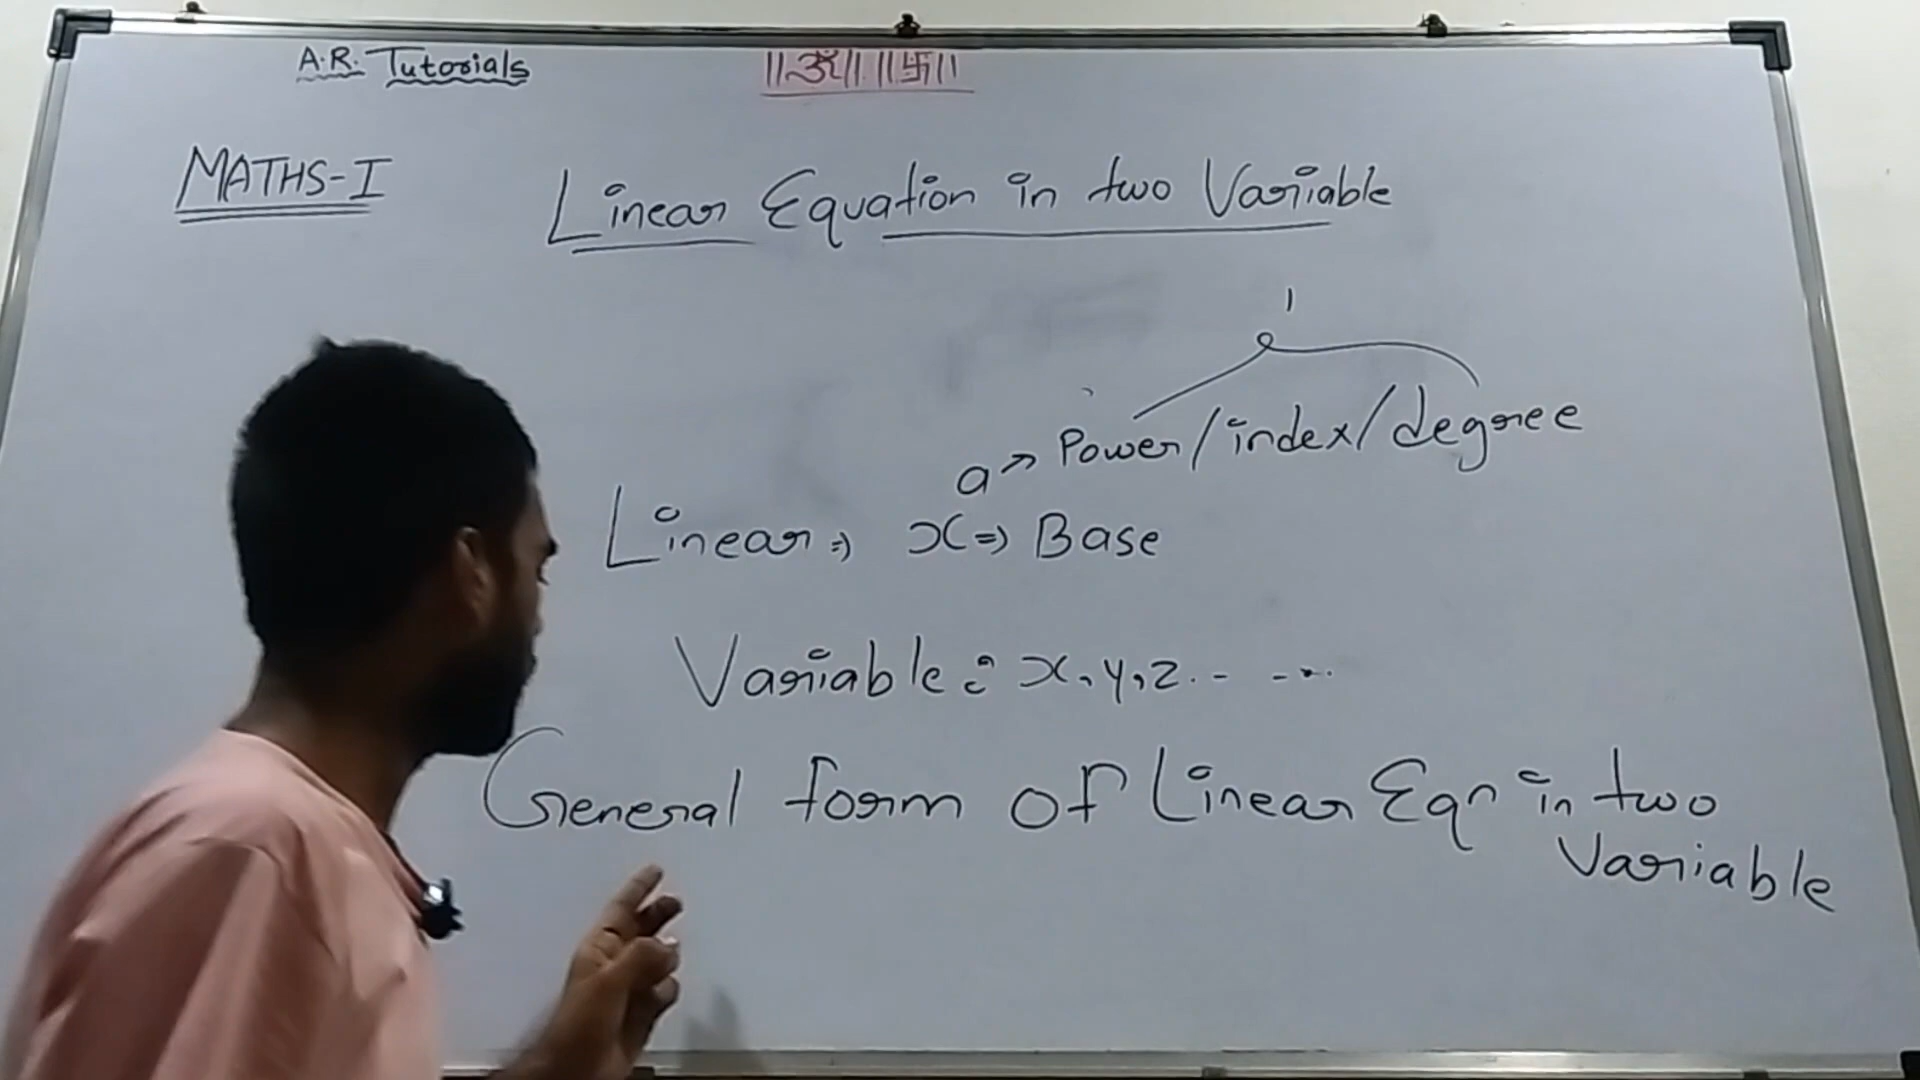 A.R. Tutorials
||ॐ|| ||卐||
MATHS-I
Linear Equation in two Variable
1
a → Power/index/degree
Linear ⇒ x ⇒ Base
Variable : x, y, z.. - - ...
General form of Linear Eqn in two
Variable